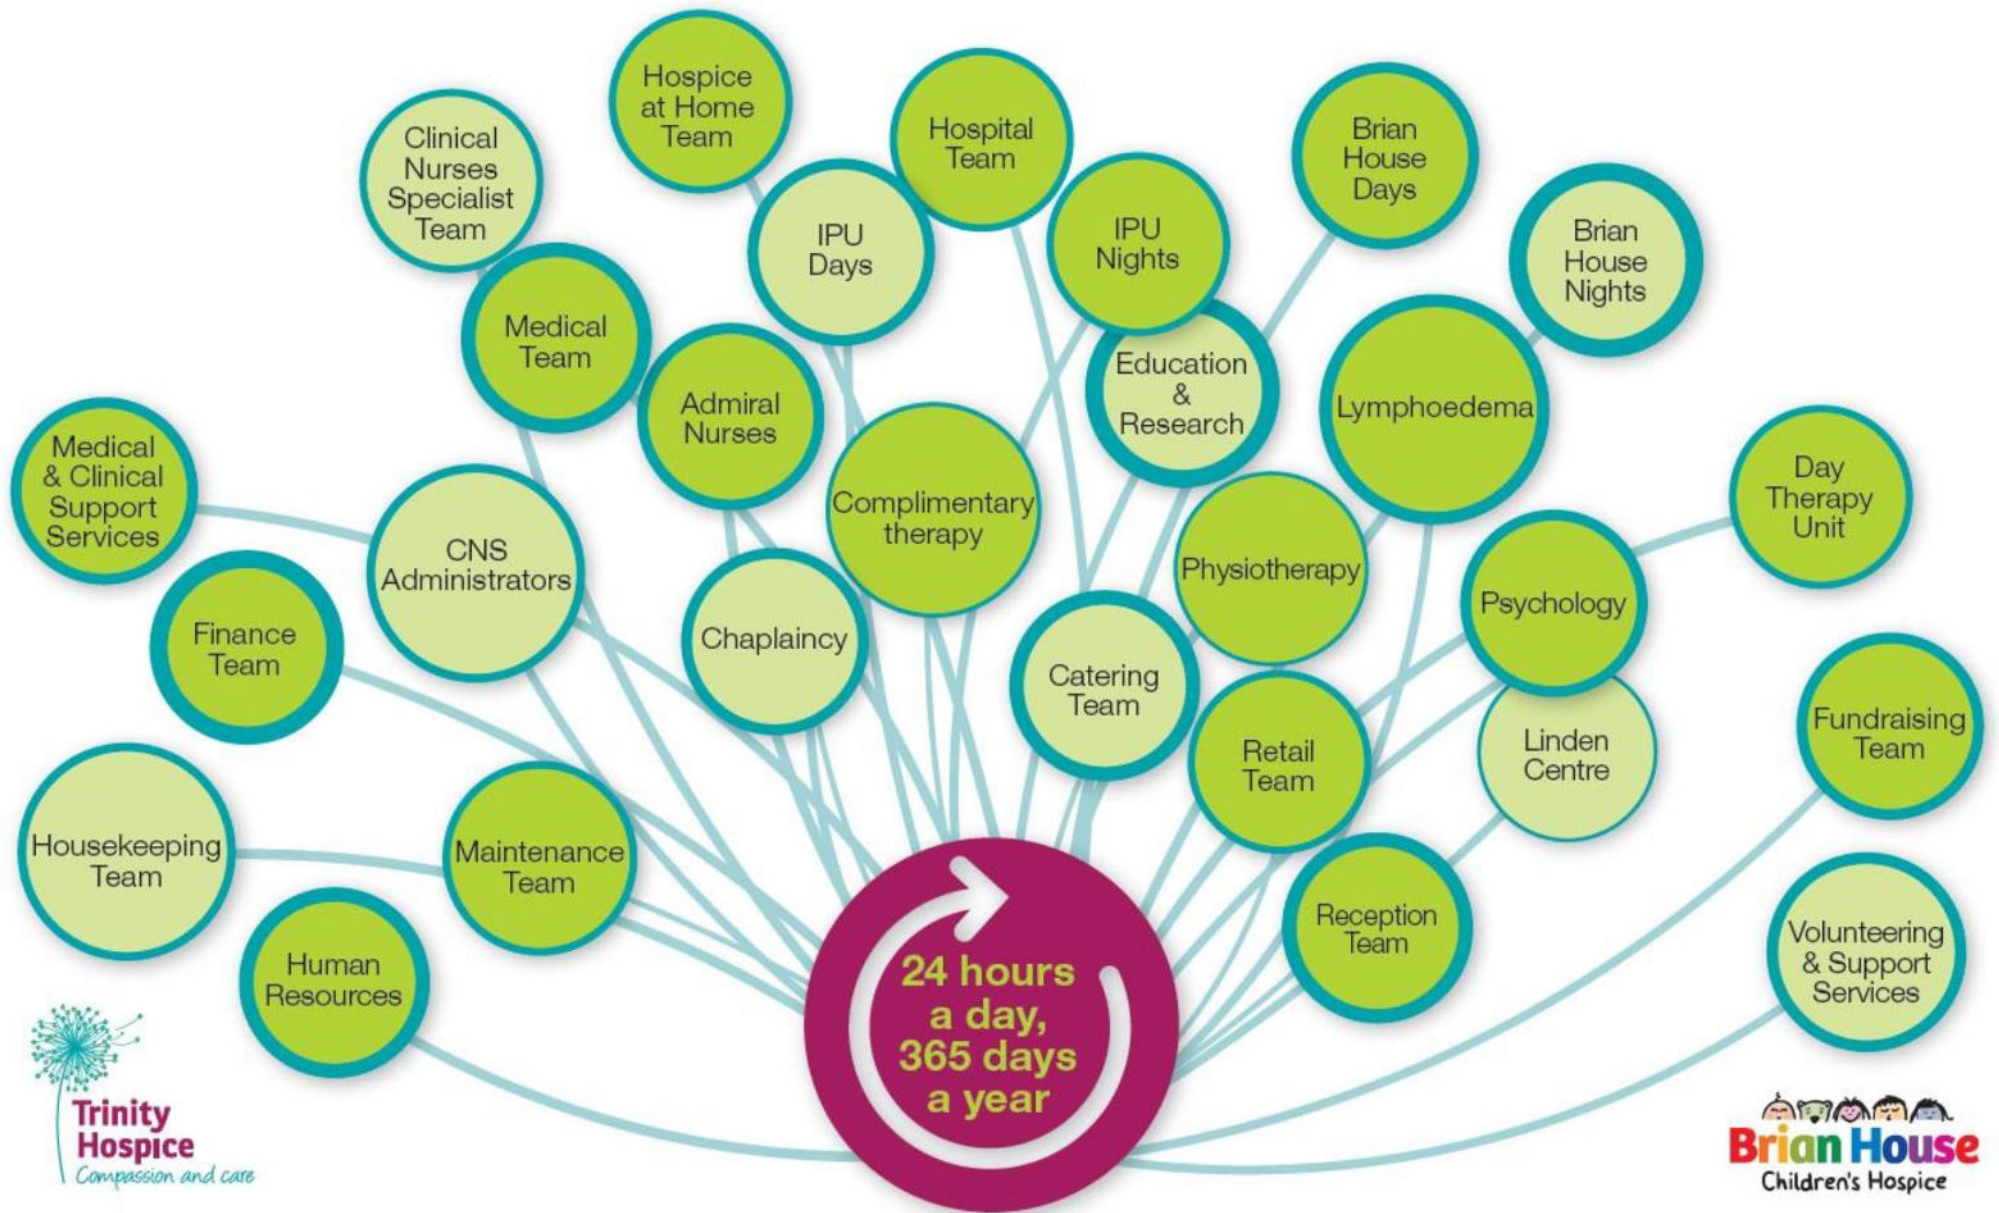 Hospice
at Home
Team
Hospital
Team
Brian
House
Days
Clinical
Nurses
Specialist
Team
IPU
Days
IPU
Nights
Brian
House
Nights
Medical
Team
Admiral
Nurses
Education
&
Research
Lymphoedema
Medical
& Clinical
Support
Services
CNS
Administrators
Complimentary
therapy
Physiotherapy
Psychology
Day
Therapy
Unit
Finance
Team
Chaplaincy
Catering
Team
Retail
Team
Linden
Centre
Fundraising
Team
Housekeeping
Team
Maintenance
Team
Human
Resources
Reception
Team
Volunteering
& Support
Services
24 hours
a day,
365 days
a year
Trinity
Hospice
Compassion and care
Brian House
Children's Hospice